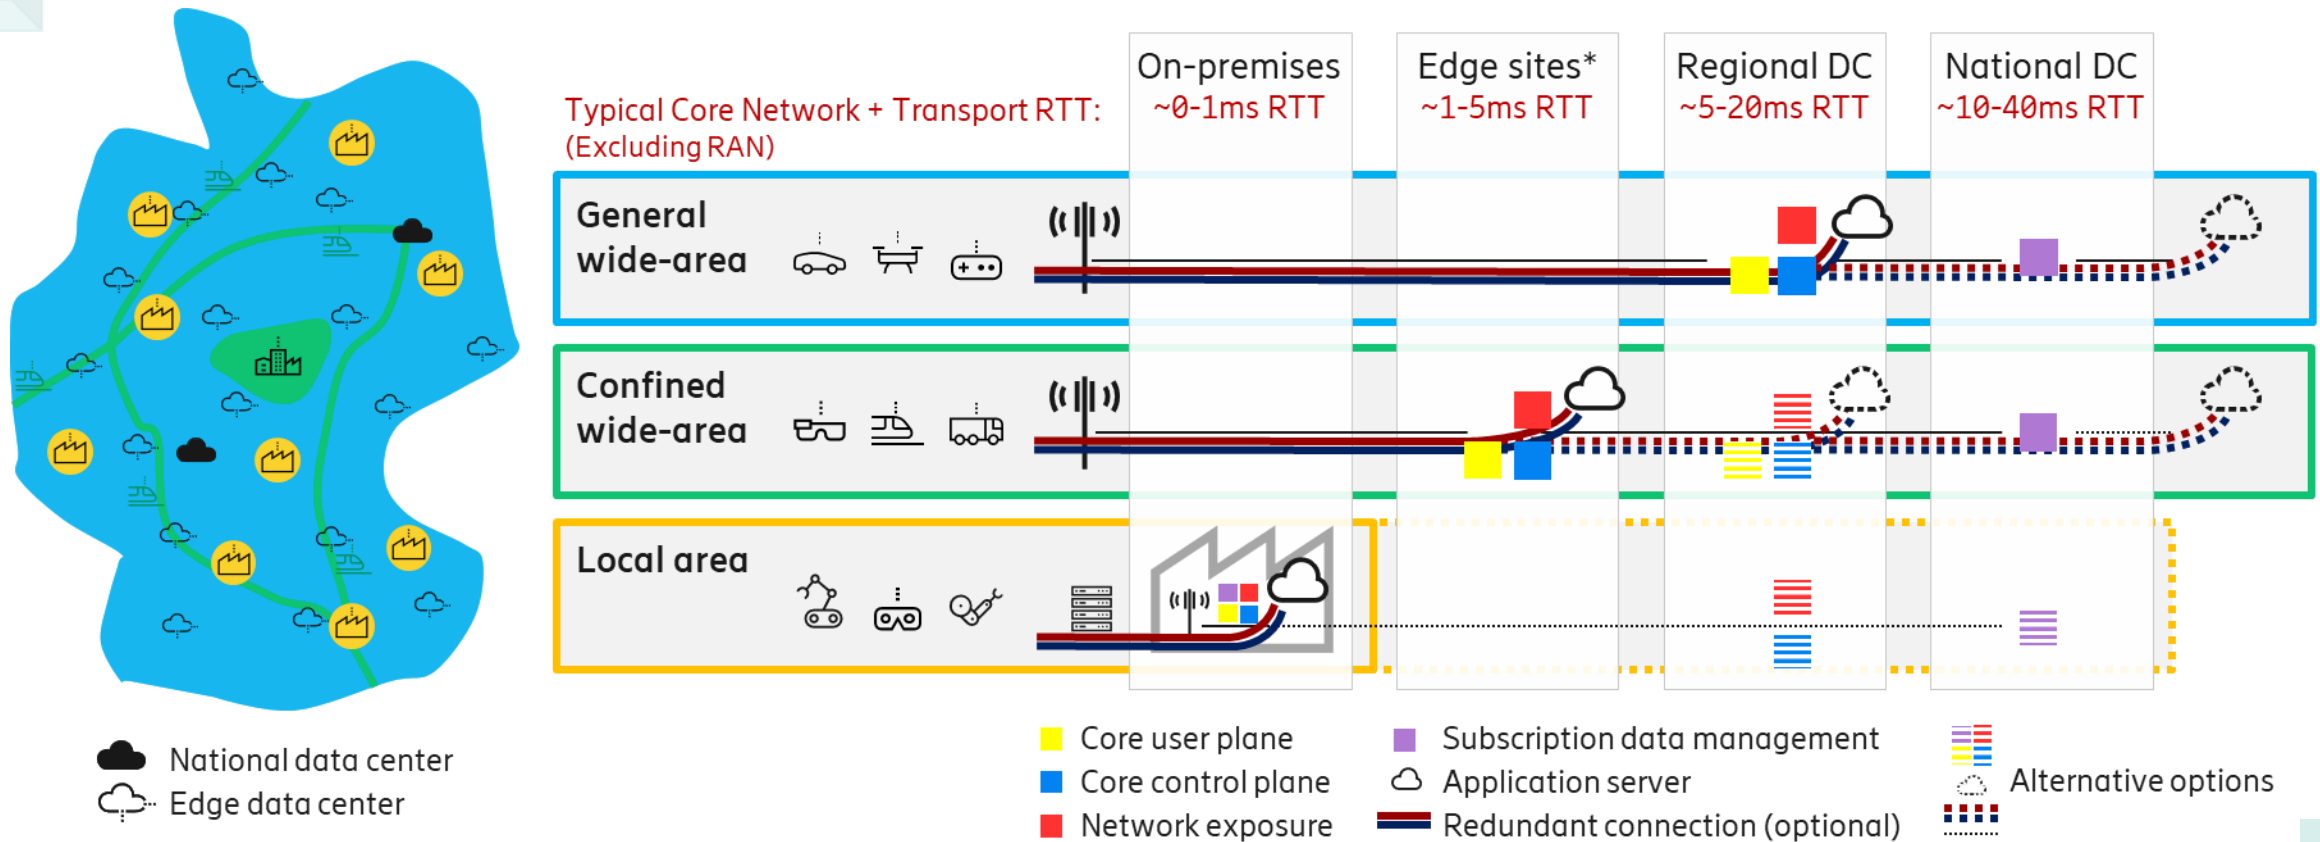 On-premises
~0-1ms RTT
Edge sites*
~1-5ms RTT
Regional DC
~5-20ms RTT
National DC
~10-40ms RTT
Typical Core Network + Transport RTT:
(Excluding RAN)
General
wide-area
Confined
wide-area
Local area
National data center
Edge data center
Core user plane
Core control plane
Network exposure
Subscription data management
Application server
Redundant connection (optional)
Alternative options